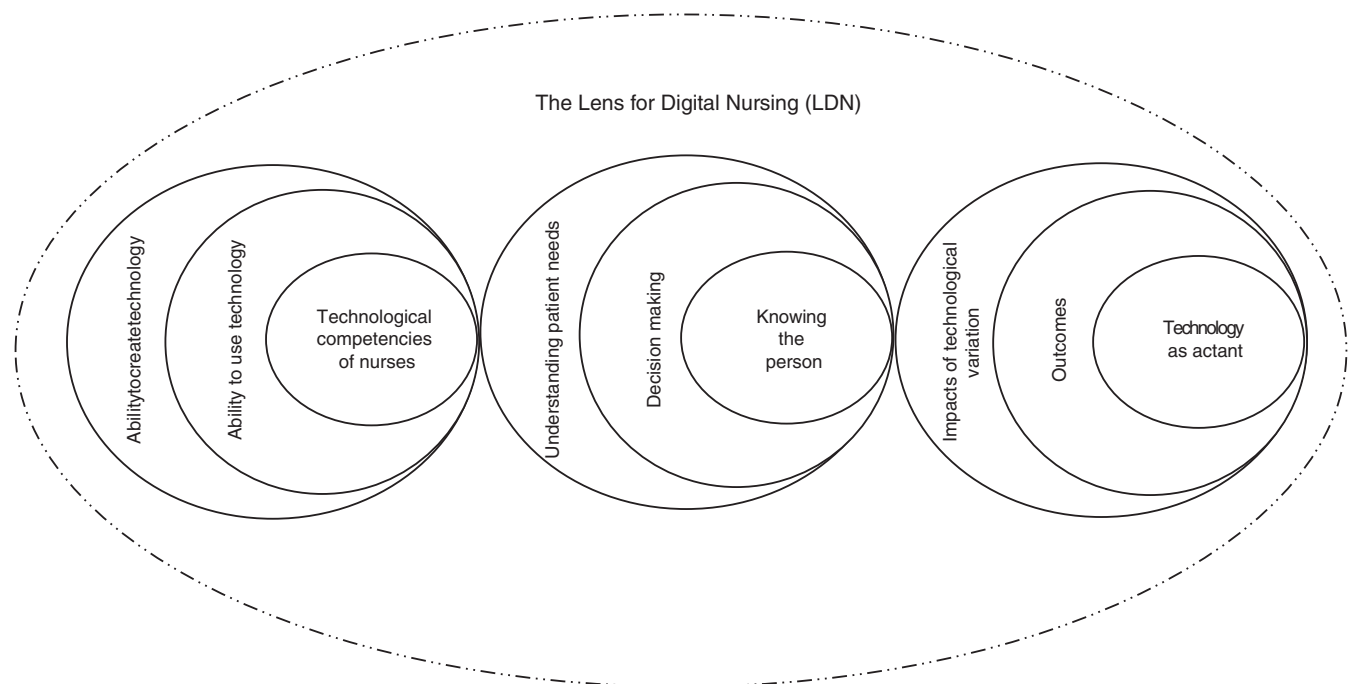 The Lens for Digital Nursing (LDN)
Abilitytocreatetechnology
Ability to use technology
Technological
competencies
of nurses
Understanding patient needs
Decision making
Knowing
the
person
Impacts of technological
variation
Outcomes
Technology
as actant